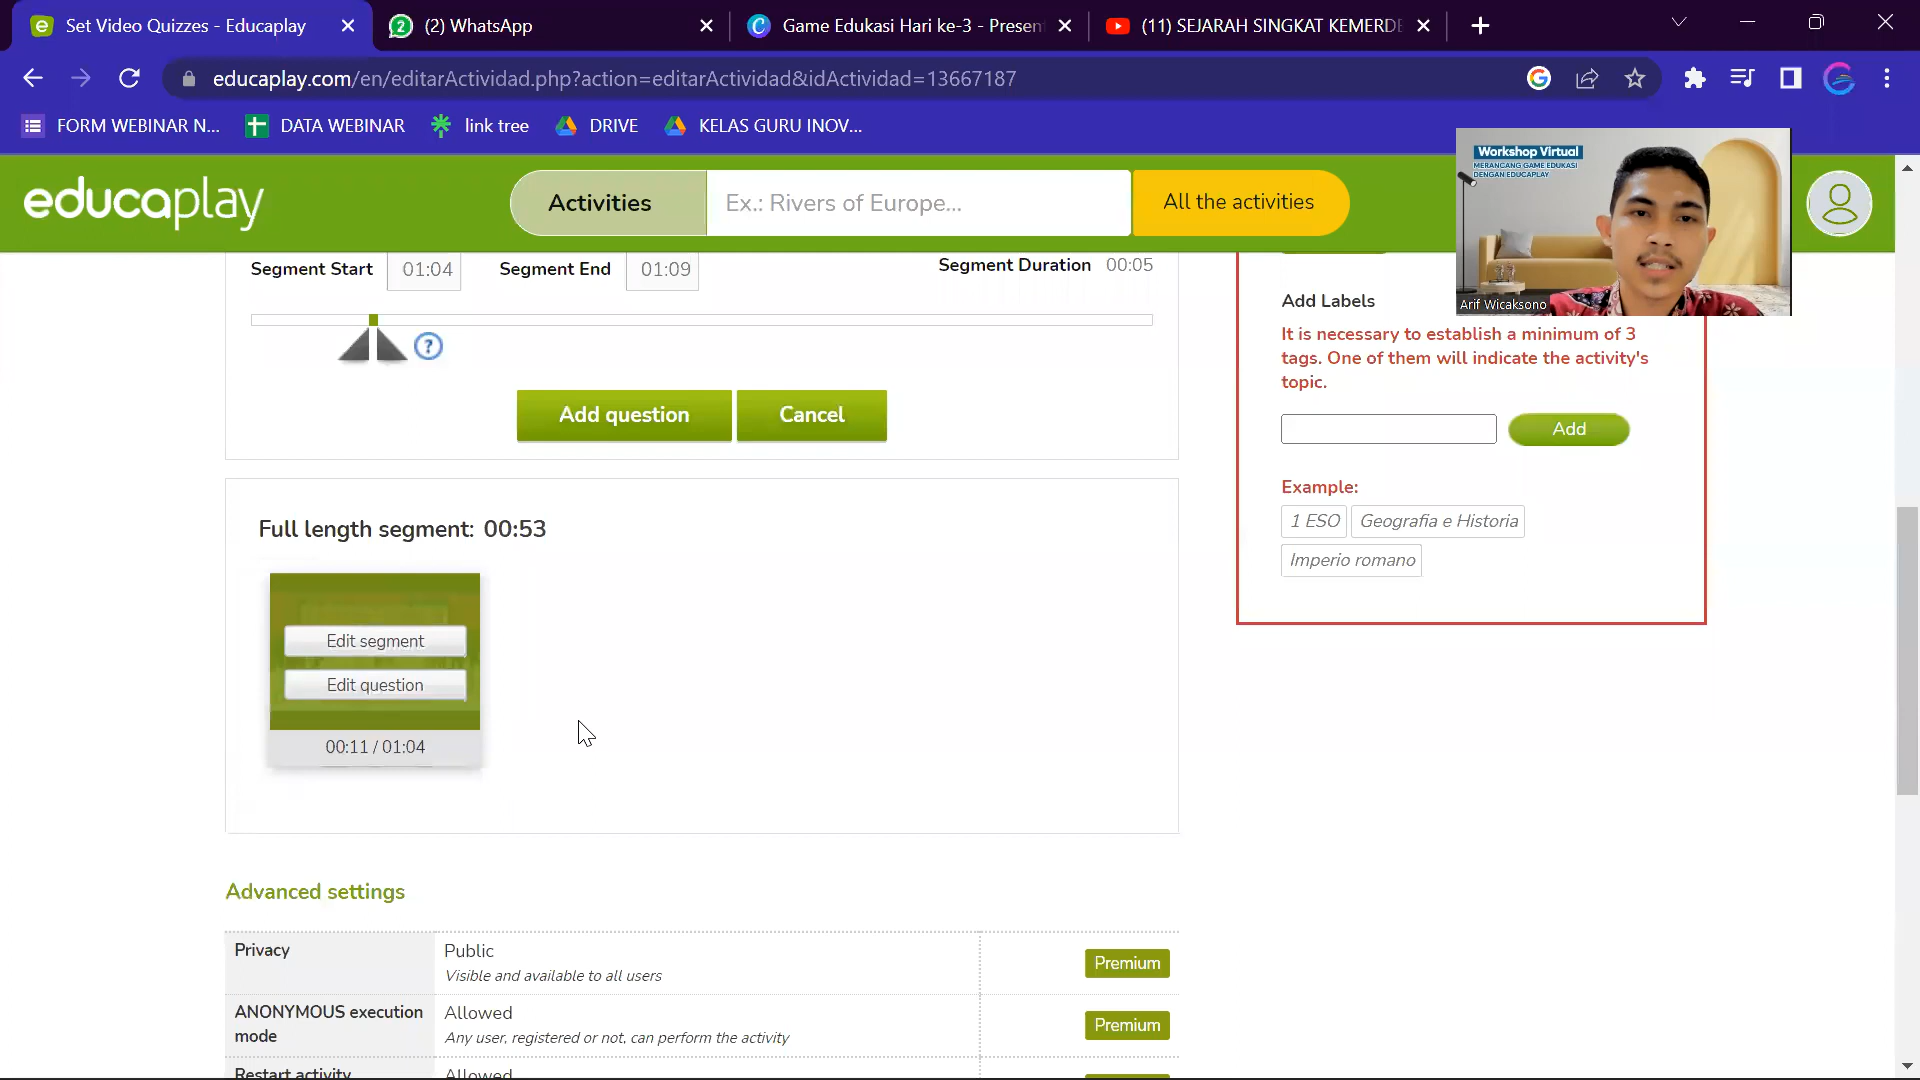 Set Video Quizzes - Educaplay
(2) WhatsApp
Game Edukasi Hari ke-3 - Presen
(11) SEJARAH SINGKAT KEMERDE
educaplay.com/en/editarActividad.php?action=editarActividad&idActividad=13667187
FORM WEBINAR N...
DATA WEBINAR
link tree
DRIVE
KELAS GURU INOV...
Workshop Virtual
MERANCANG GAME EDUKASI
DENGAN EDUCAPLAY
Arif Wicaksono
educaplay
Activities
Ex.: Rivers of Europe...
All the activities
Segment Start 01:04
Segment End 01:09
Segment Duration 00:05
?
Add question
Cancel
Full length segment: 00:53
Edit segment
Edit question
00:11 / 01:04
Add Labels
It is necessary to establish a minimum of 3
tags. One of them will indicate the activity's
topic.
Add
Example:
1 ESO
Geografia e Historia
Imperio romano
Advanced settings
Privacy
Public
Visible and available to all users
Premium
ANONYMOUS execution
mode
Allowed
Any user, registered or not, can perform the activity
Premium
Restart activity
Allowed